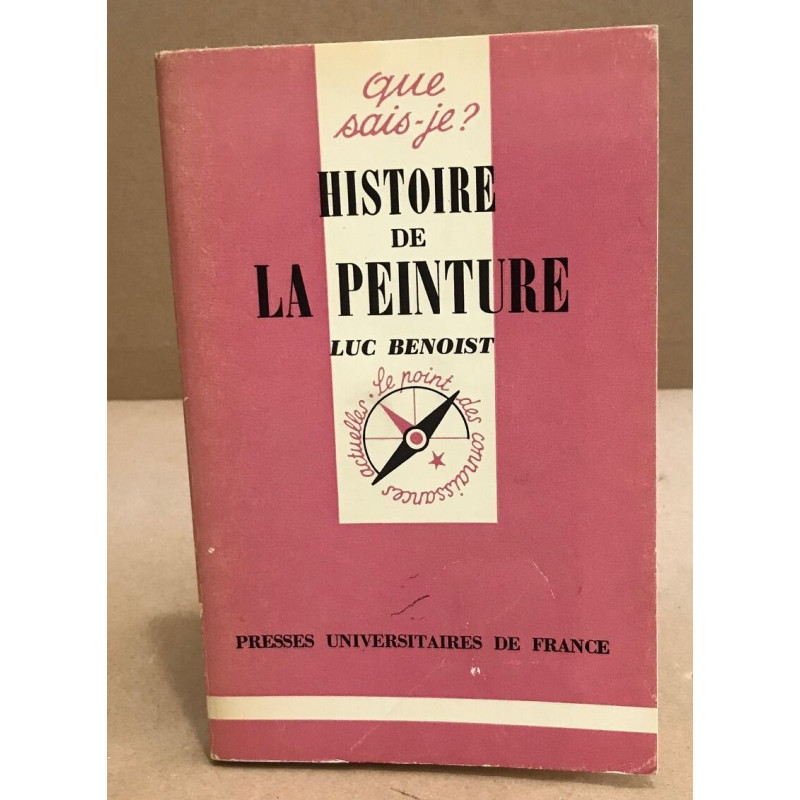 que
sais-je?
HISTOIRE
DE
LA PEINTURE
LUC BENOIST
Le point des connaissances actuelles.
PRESSES UNIVERSITAIRES DE FRANCE